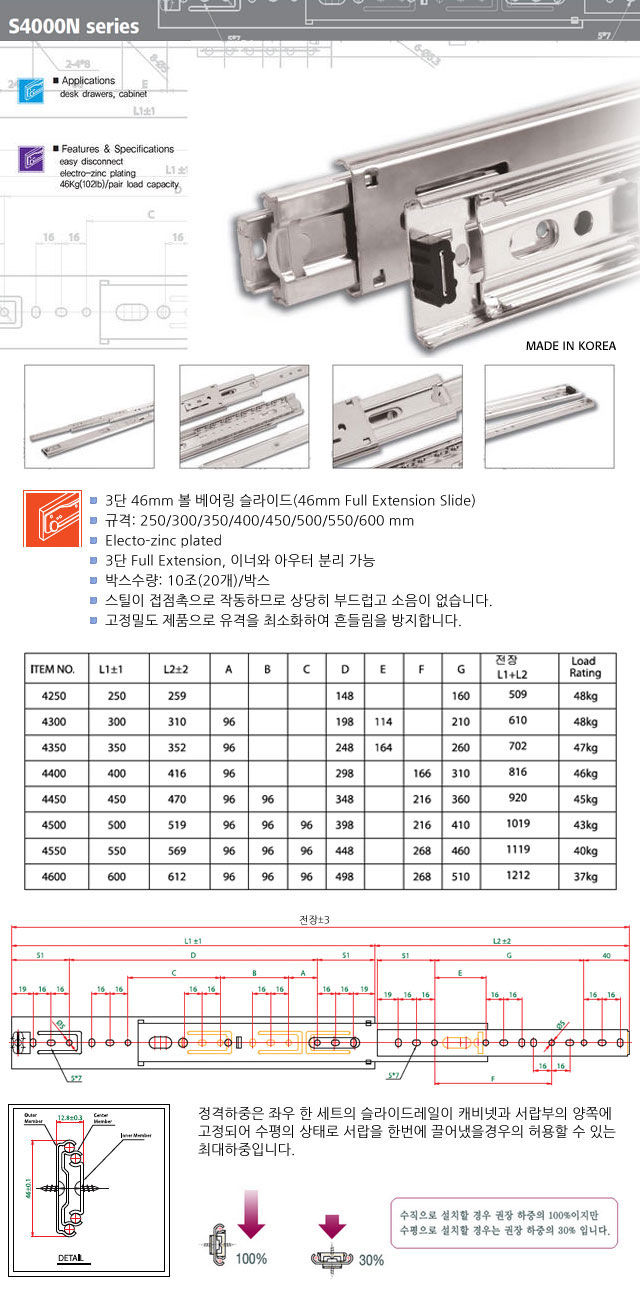 S4000N series
■ Applications
desk drawers, cabinet
■ Features & Specifications
easy disconnect
electro-zinc plating
46Kg(102lb)/pair load capacity
MADE IN KOREA
3단 46mm 볼 베어링 슬라이드(46mm Full Extension Slide)
규격: 250/300/350/400/450/500/550/600 mm
Electo-zinc plated
3단 Full Extension, 이너와 아우터 분리 가능
박스수량: 10조(20개)/박스
스틸이 접점촉으로 작동하므로 상당히 부드럽고 소음이 없습니다.
고정밀도 제품으로 유격을 최소화하여 흔들림을 방지합니다.
ITEM NO. L1±1 L2±2 A B C D E F G 전장 L1+L2 Load Rating
4250 250 259 148 160 509 48kg
4300 300 310 96 198 114 210 610 48kg
4350 350 352 96 248 164 260 702 47kg
4400 400 416 96 298 166 310 816 46kg
4450 450 470 96 96 348 216 360 920 45kg
4500 500 519 96 96 96 398 216 410 1019 43kg
4550 550 569 96 96 96 448 268 460 1119 40kg
4600 600 612 96 96 96 498 268 510 1212 37kg
전장±3
L1±1 L2±2
S1 D S1 S1 G 40
C B A E
19 16 16 16 16 16 16 16 16 16 16 19 19 16 16 16 16 16 16
Ø5 Ø5
5*7 5*7
16 16
F
정격하중은 좌우 한 세트의 슬라이드레일이 캐비넷과 서랍부의 양쪽에
고정되어 수평의 상태로 서랍을 한번에 끌어냈을경우의 허용할 수 있는
최대하중입니다.
Outer Member
12.8±0.3
Center Member
Inner Member
46±0.1
DETAIL
100%
30%
수직으로 설치할 경우 권장 하중의 100%이지만
수평으로 설치할 경우는 권장 하중의 30% 입니다.